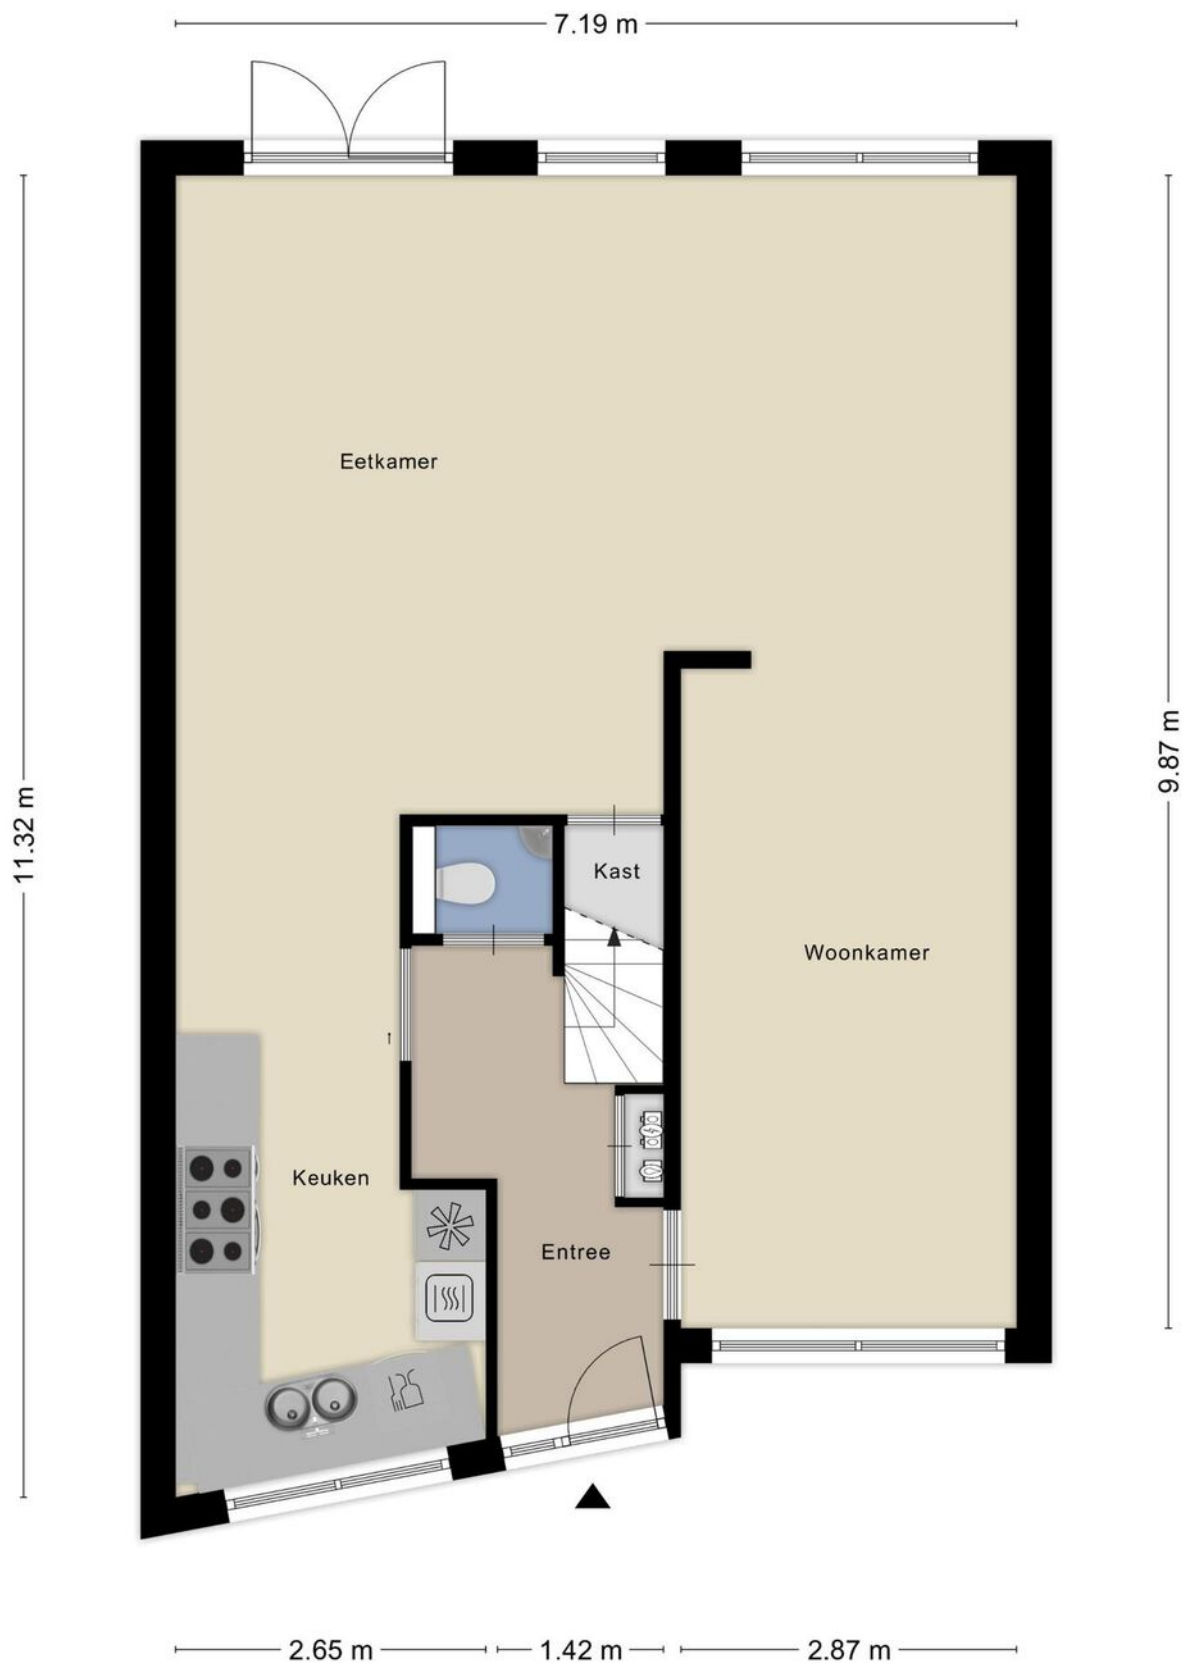 7.19 m
Eetkamer
11.32 m
9.87 m
Kast
Woonkamer
Keuken
Entree
2.65 m
1.42 m
2.87 m